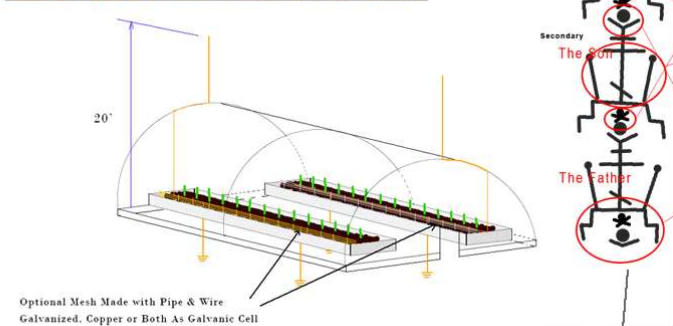 Secondary
The Son
20'
The Father
Optional Mesh Made with Pipe & Wire
Galvanized, Copper or Both As Galvanic Cell